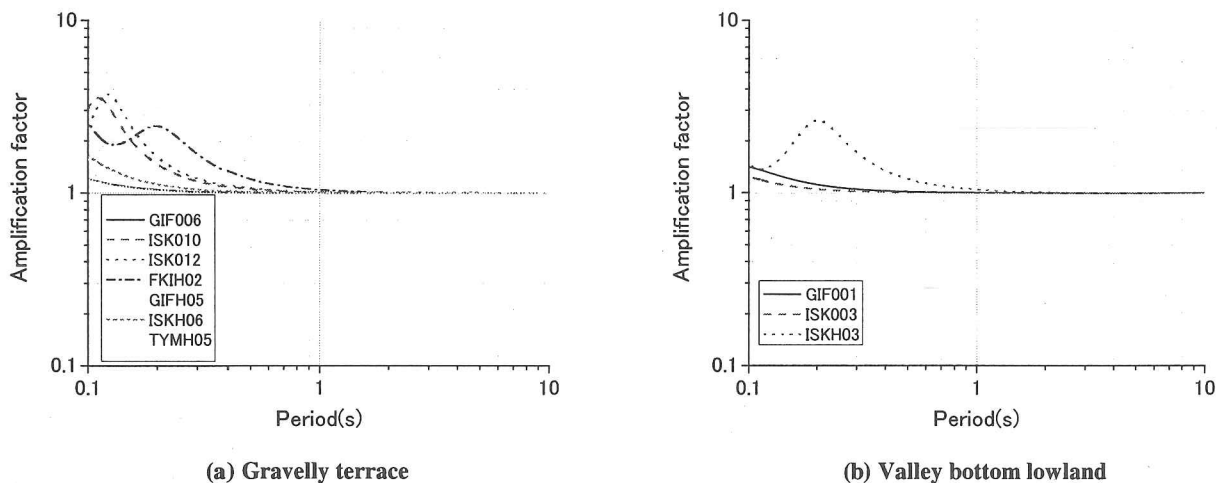 10
1
0.1
Amplification factor
GIF006
ISK010
ISK012
FKIH02
GIFH05
ISKH06
TYMH05
0.1
1
10
Period(s)
(a) Gravelly terrace
10
1
0.1
Amplification factor
GIF001
ISK003
ISKH03
0.1
1
10
Period(s)
(b) Valley bottom lowland